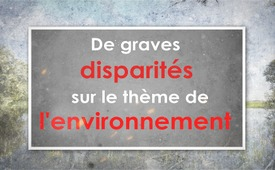 De graves
disparités
sur le thème de
l'environnement